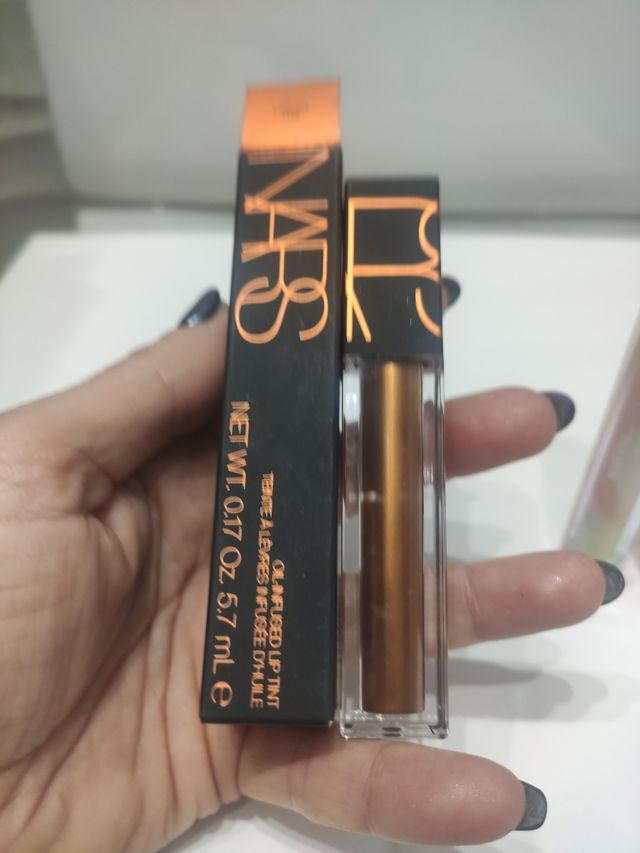 NARS
NET WT. 0.17 Oz. 5.7 mL e
OIL-INFUSED LIP TINT
TEINTE À LÈVRES INFUSÉE D'HUILE